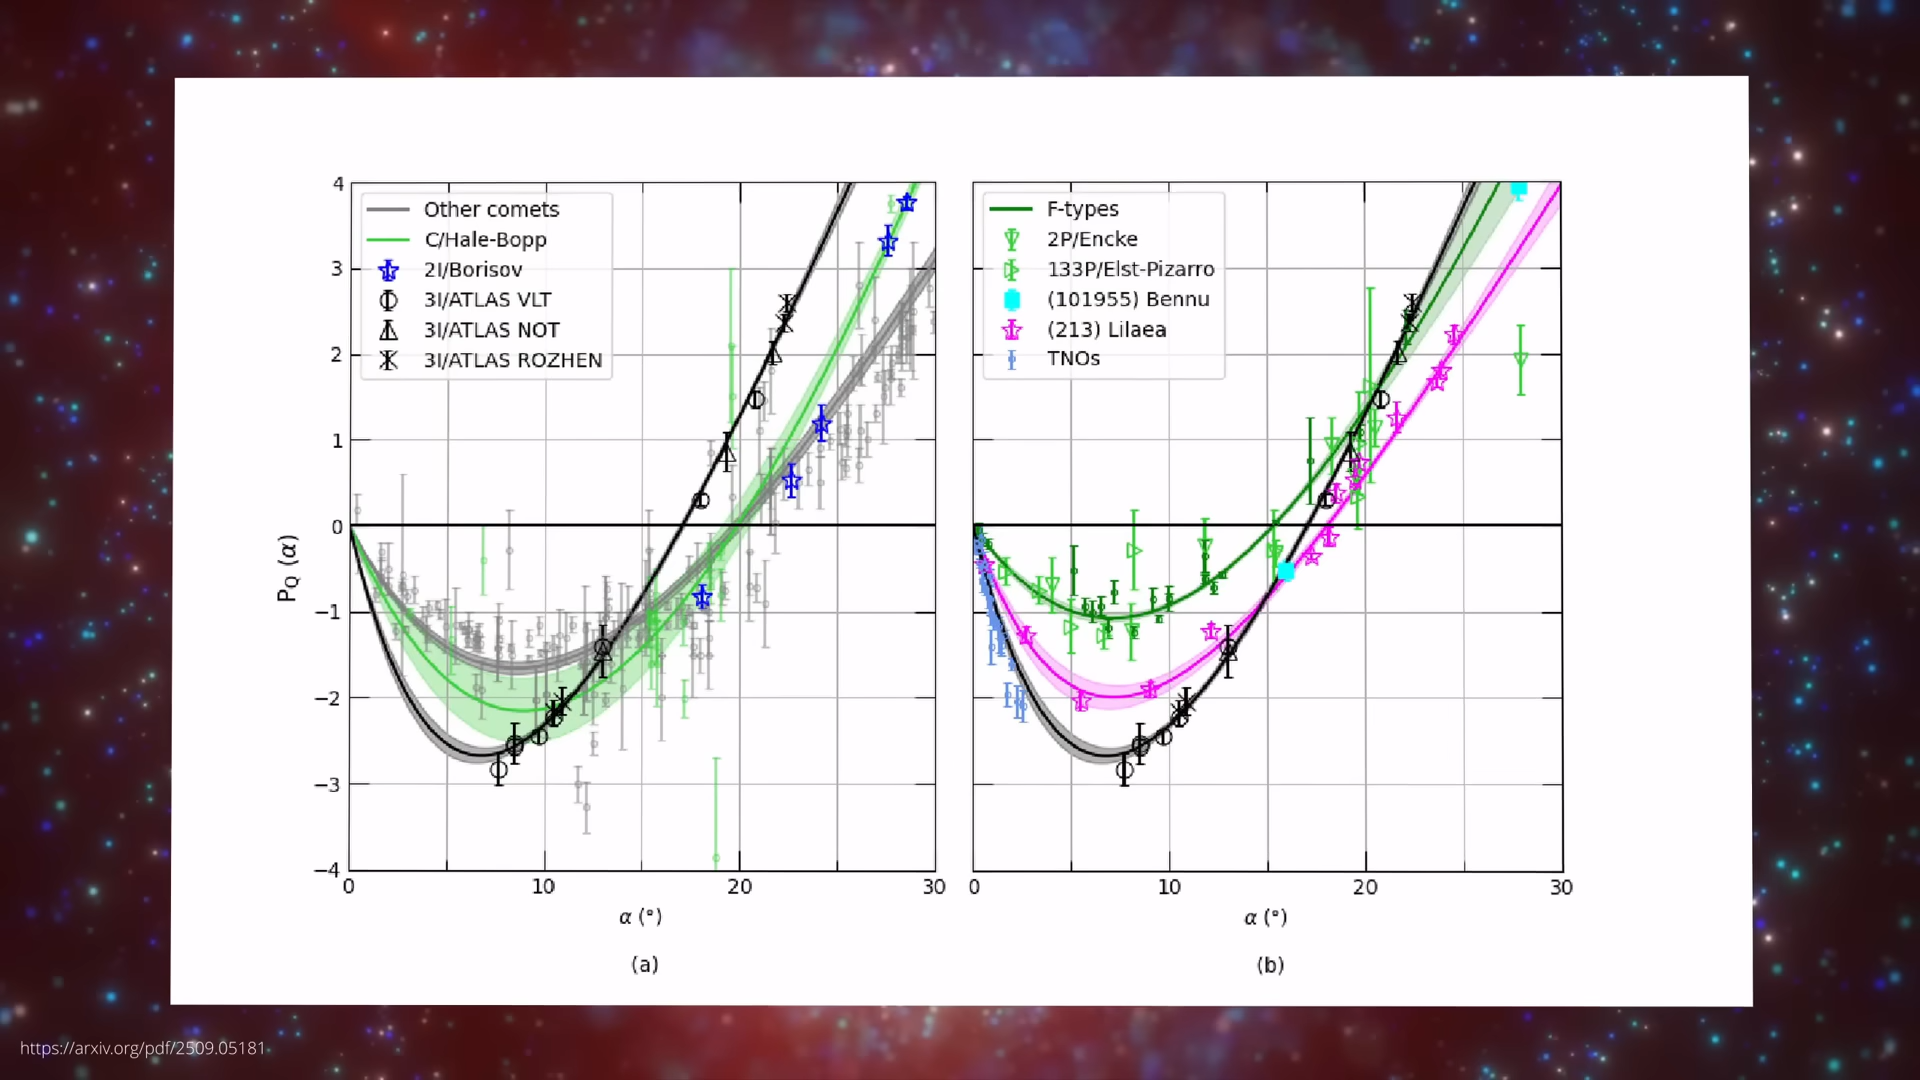 4
3
2
1
0
−1
−2
−3
−4
P_Q (α)
Other comets
C/Hale-Bopp
2I/Borisov
3I/ATLAS VLT
3I/ATLAS NOT
3I/ATLAS ROZHEN
0
10
20
30
α (°)
(a)
F-types
2P/Encke
133P/Elst-Pizarro
(101955) Bennu
(213) Lilaea
TNOs
0
10
20
30
α (°)
(b)
https://arxiv.org/pdf/2509.05181